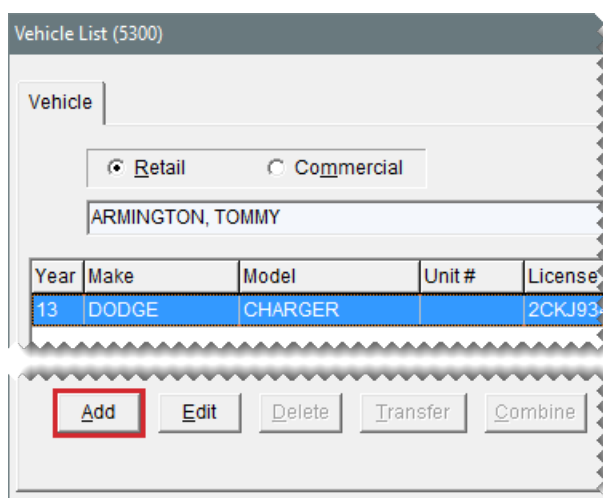 Vehicle List (5300)
Vehicle
Retail Commercial
ARMINGTON, TOMMY
Year Make Model Unit # License
13 DODGE CHARGER 2CKJ934
Add Edit Delete Transfer Combine